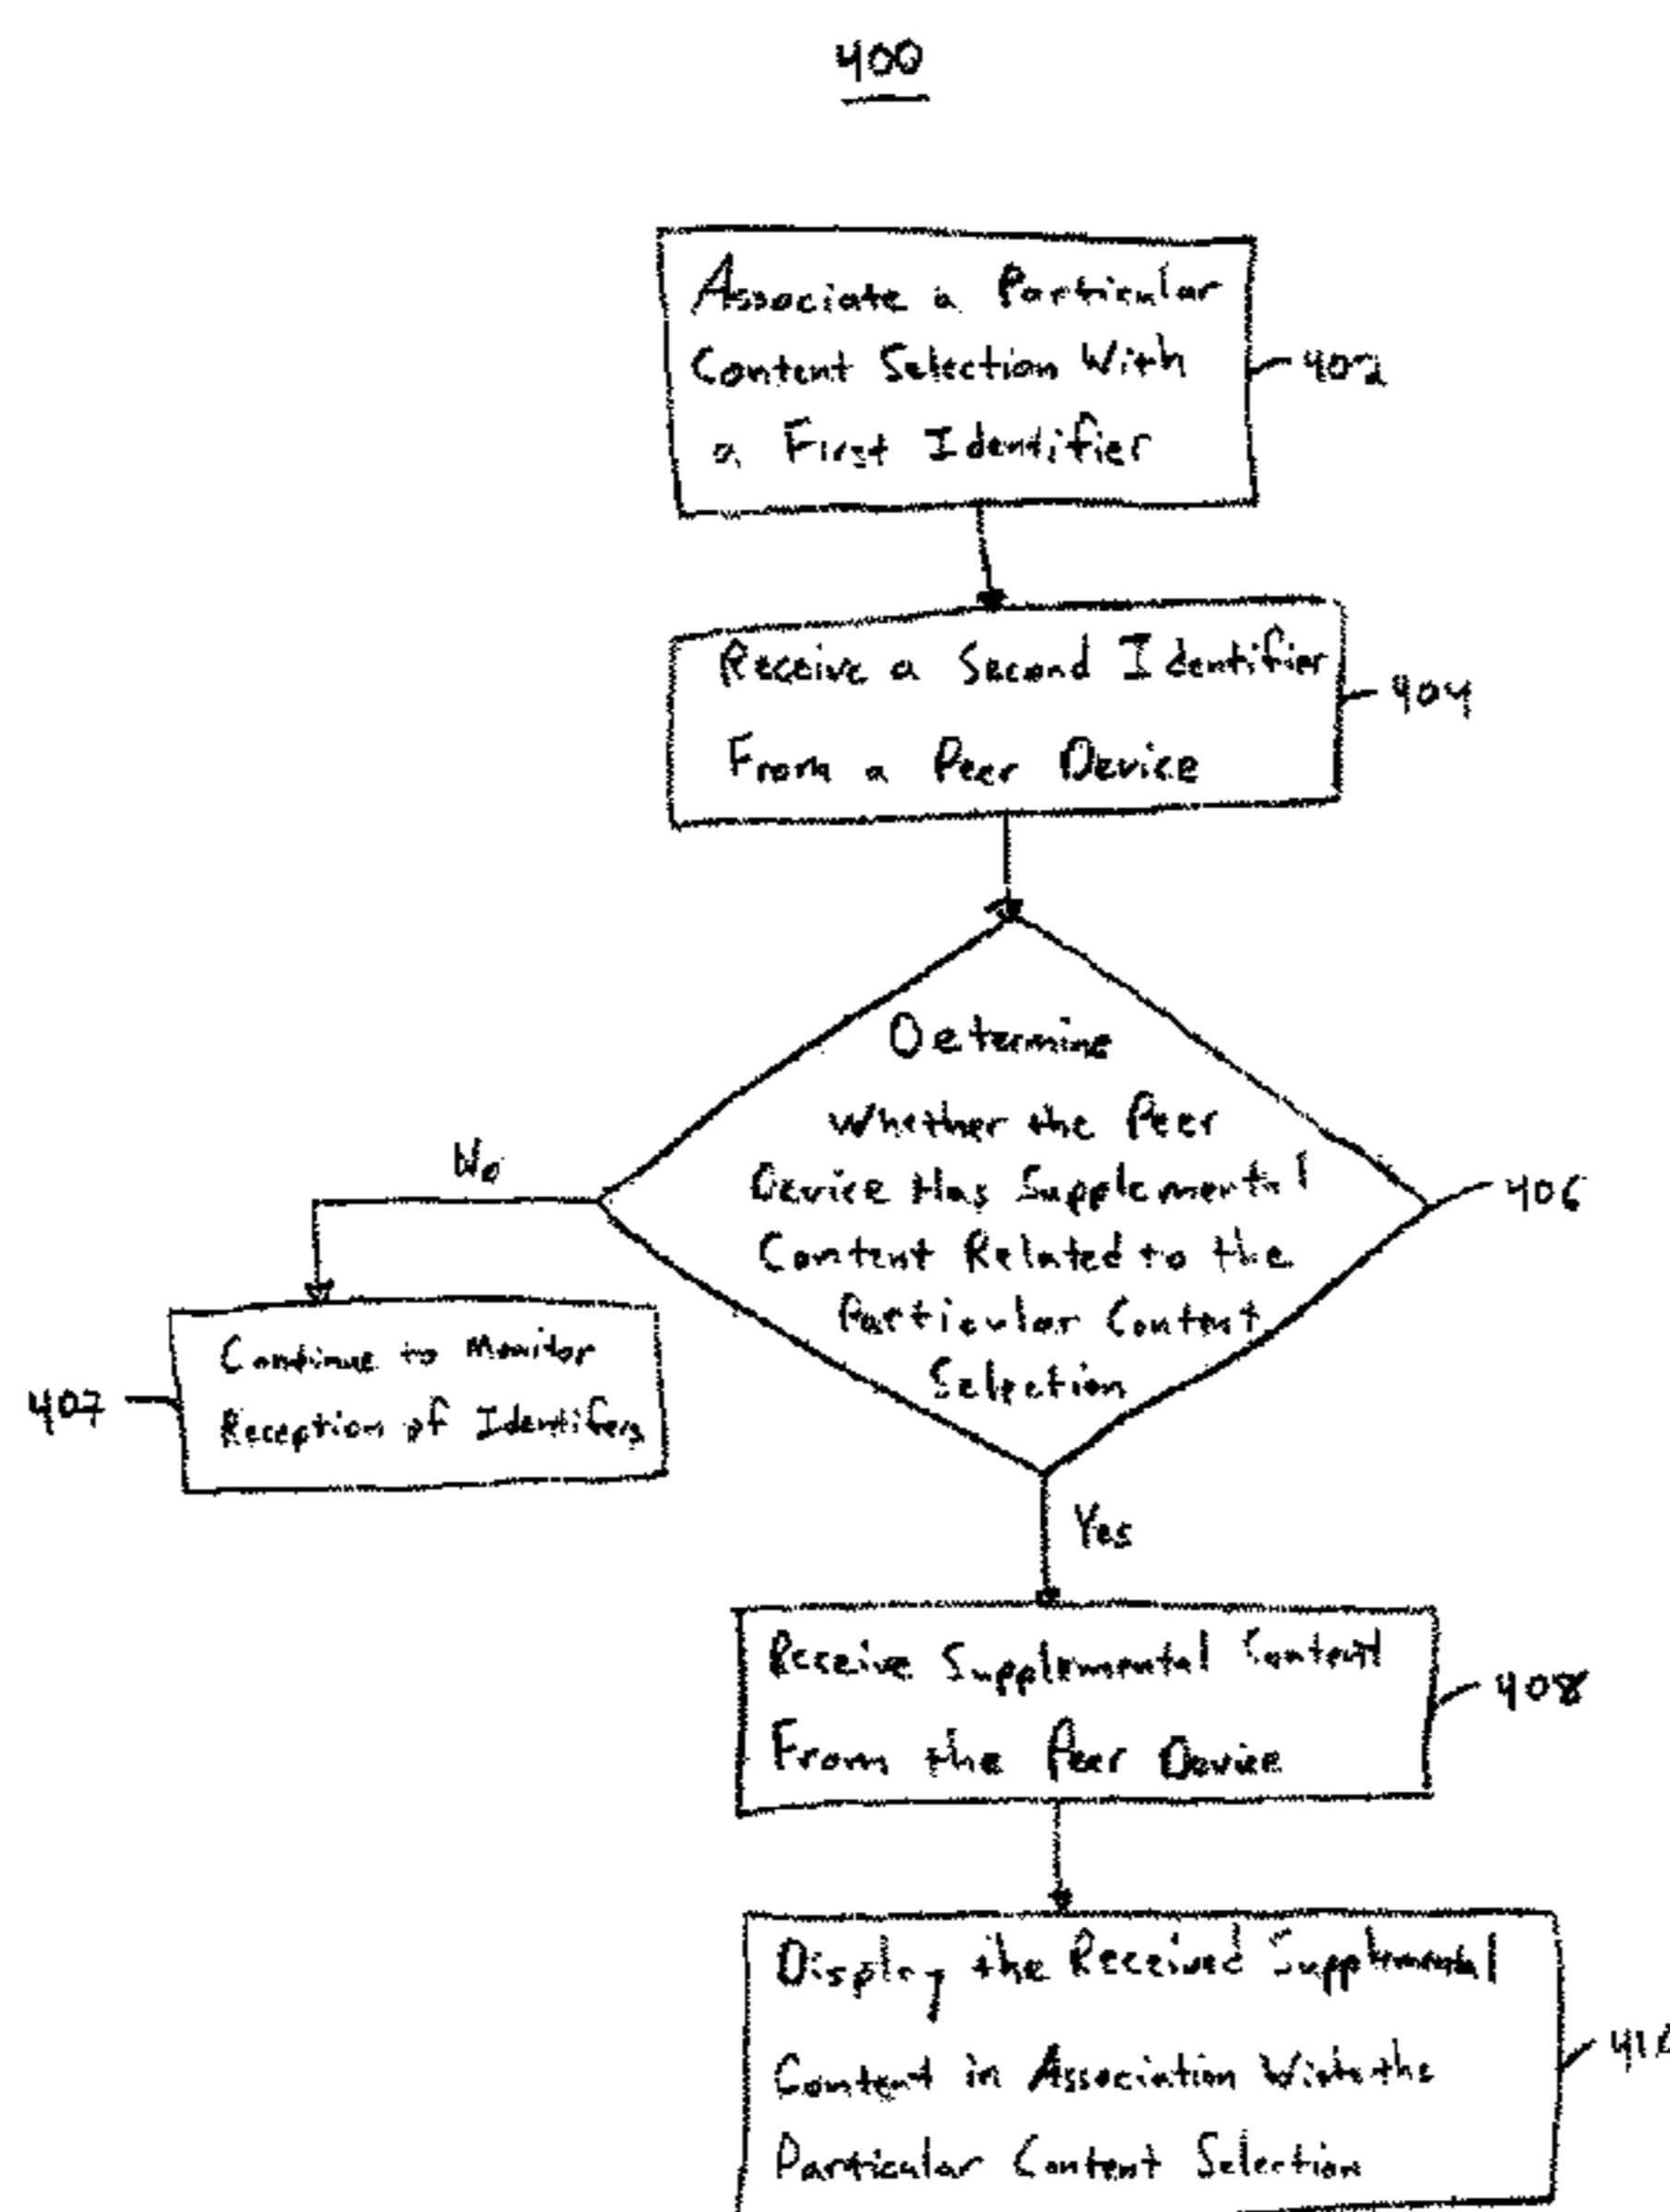 400
Associate a Particular
Content Selection With
a First Identifier
402
Receive a Second Identifier
From a Peer Device
404
Determine
Whether the Peer
Device Has Supplemental
Content Related to the
Particular Content
Selection
406
No
Continue to Monitor
Reception of Identifers
407
Yes
Receive Supplemental Content
From the Peer Device
408
Display the Received Supplemental
Content in Association With the
Particular Content Selection
410